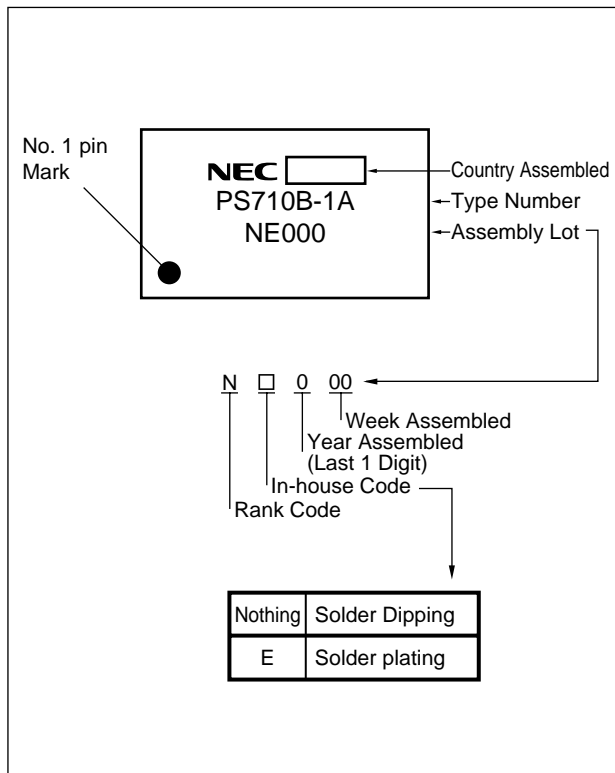 No. 1 pin
Mark
NEC
Country Assembled
PS710B-1A
Type Number
NE000
Assembly Lot
N □ 0 00
Week Assembled
Year Assembled
(Last 1 Digit)
In-house Code
Rank Code
Nothing Solder Dipping
E Solder plating